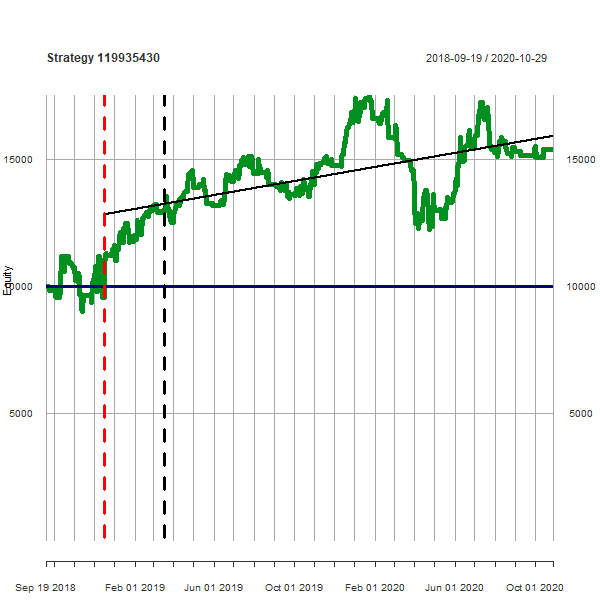 Strategy 119935430
2018-09-19 / 2020-10-29
15000
15000
Equity
10000
10000
5000
5000
Sep 19 2018
Feb 01 2019
Jun 01 2019
Oct 01 2019
Feb 01 2020
Jun 01 2020
Oct 01 2020